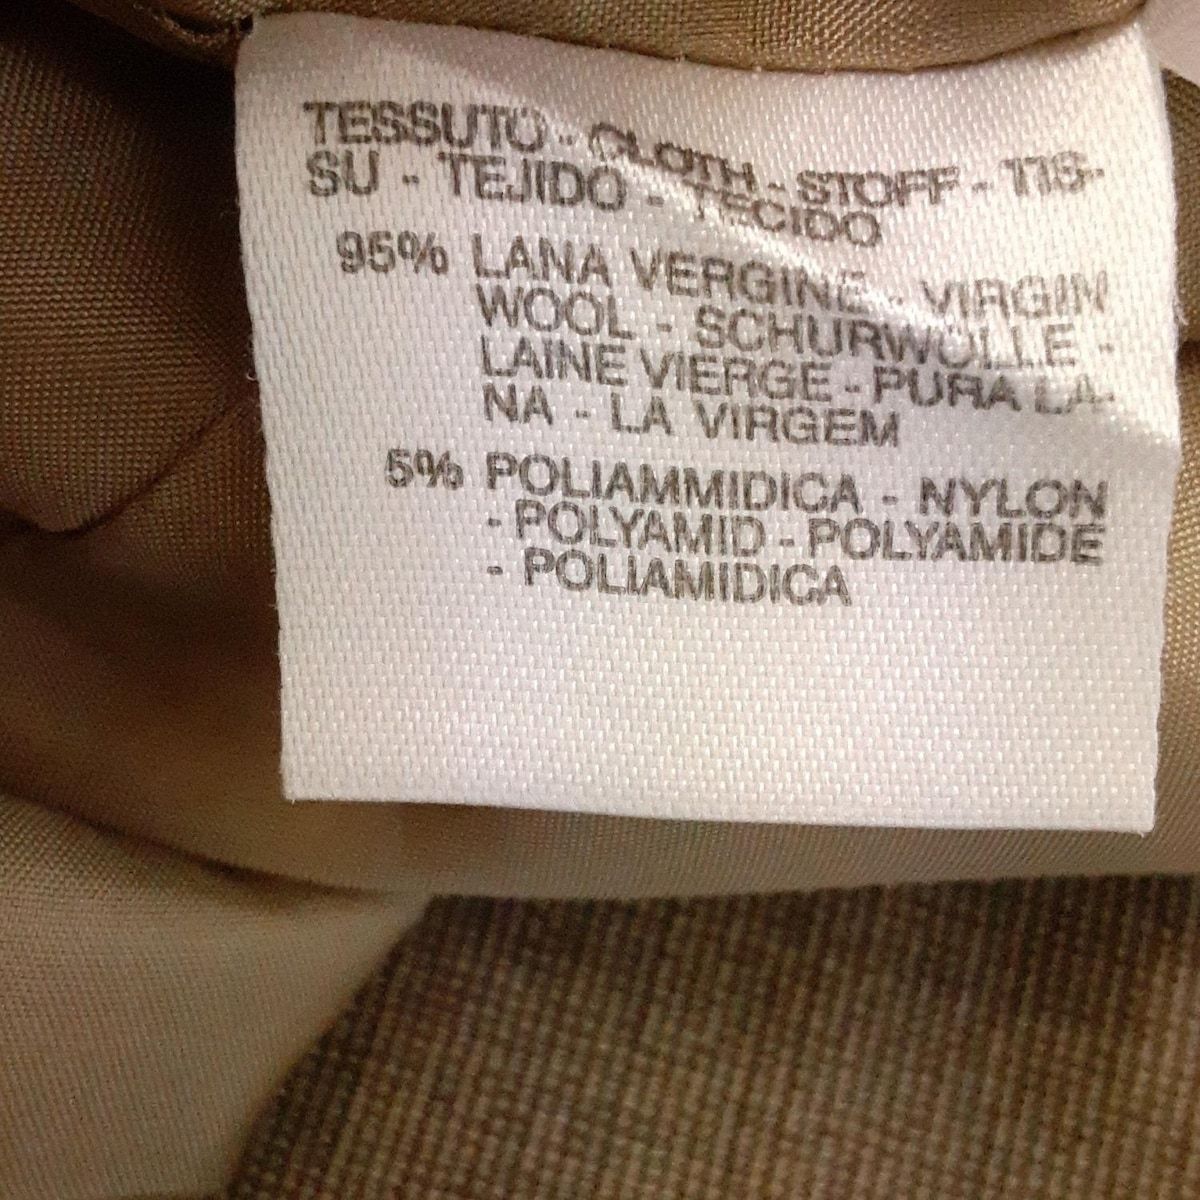 TESSUTO - CLOTH - STOFF - TIS-
SU - TEJIDO - TECIDO
95% LANA VERGINE - VIRGIN
WOOL - SCHURWOLLE -
LAINE VIERGE - PURA LA-
NA - LA VIRGEM
5% POLIAMMIDICA - NYLON
- POLYAMID - POLYAMIDE
- POLIAMIDICA